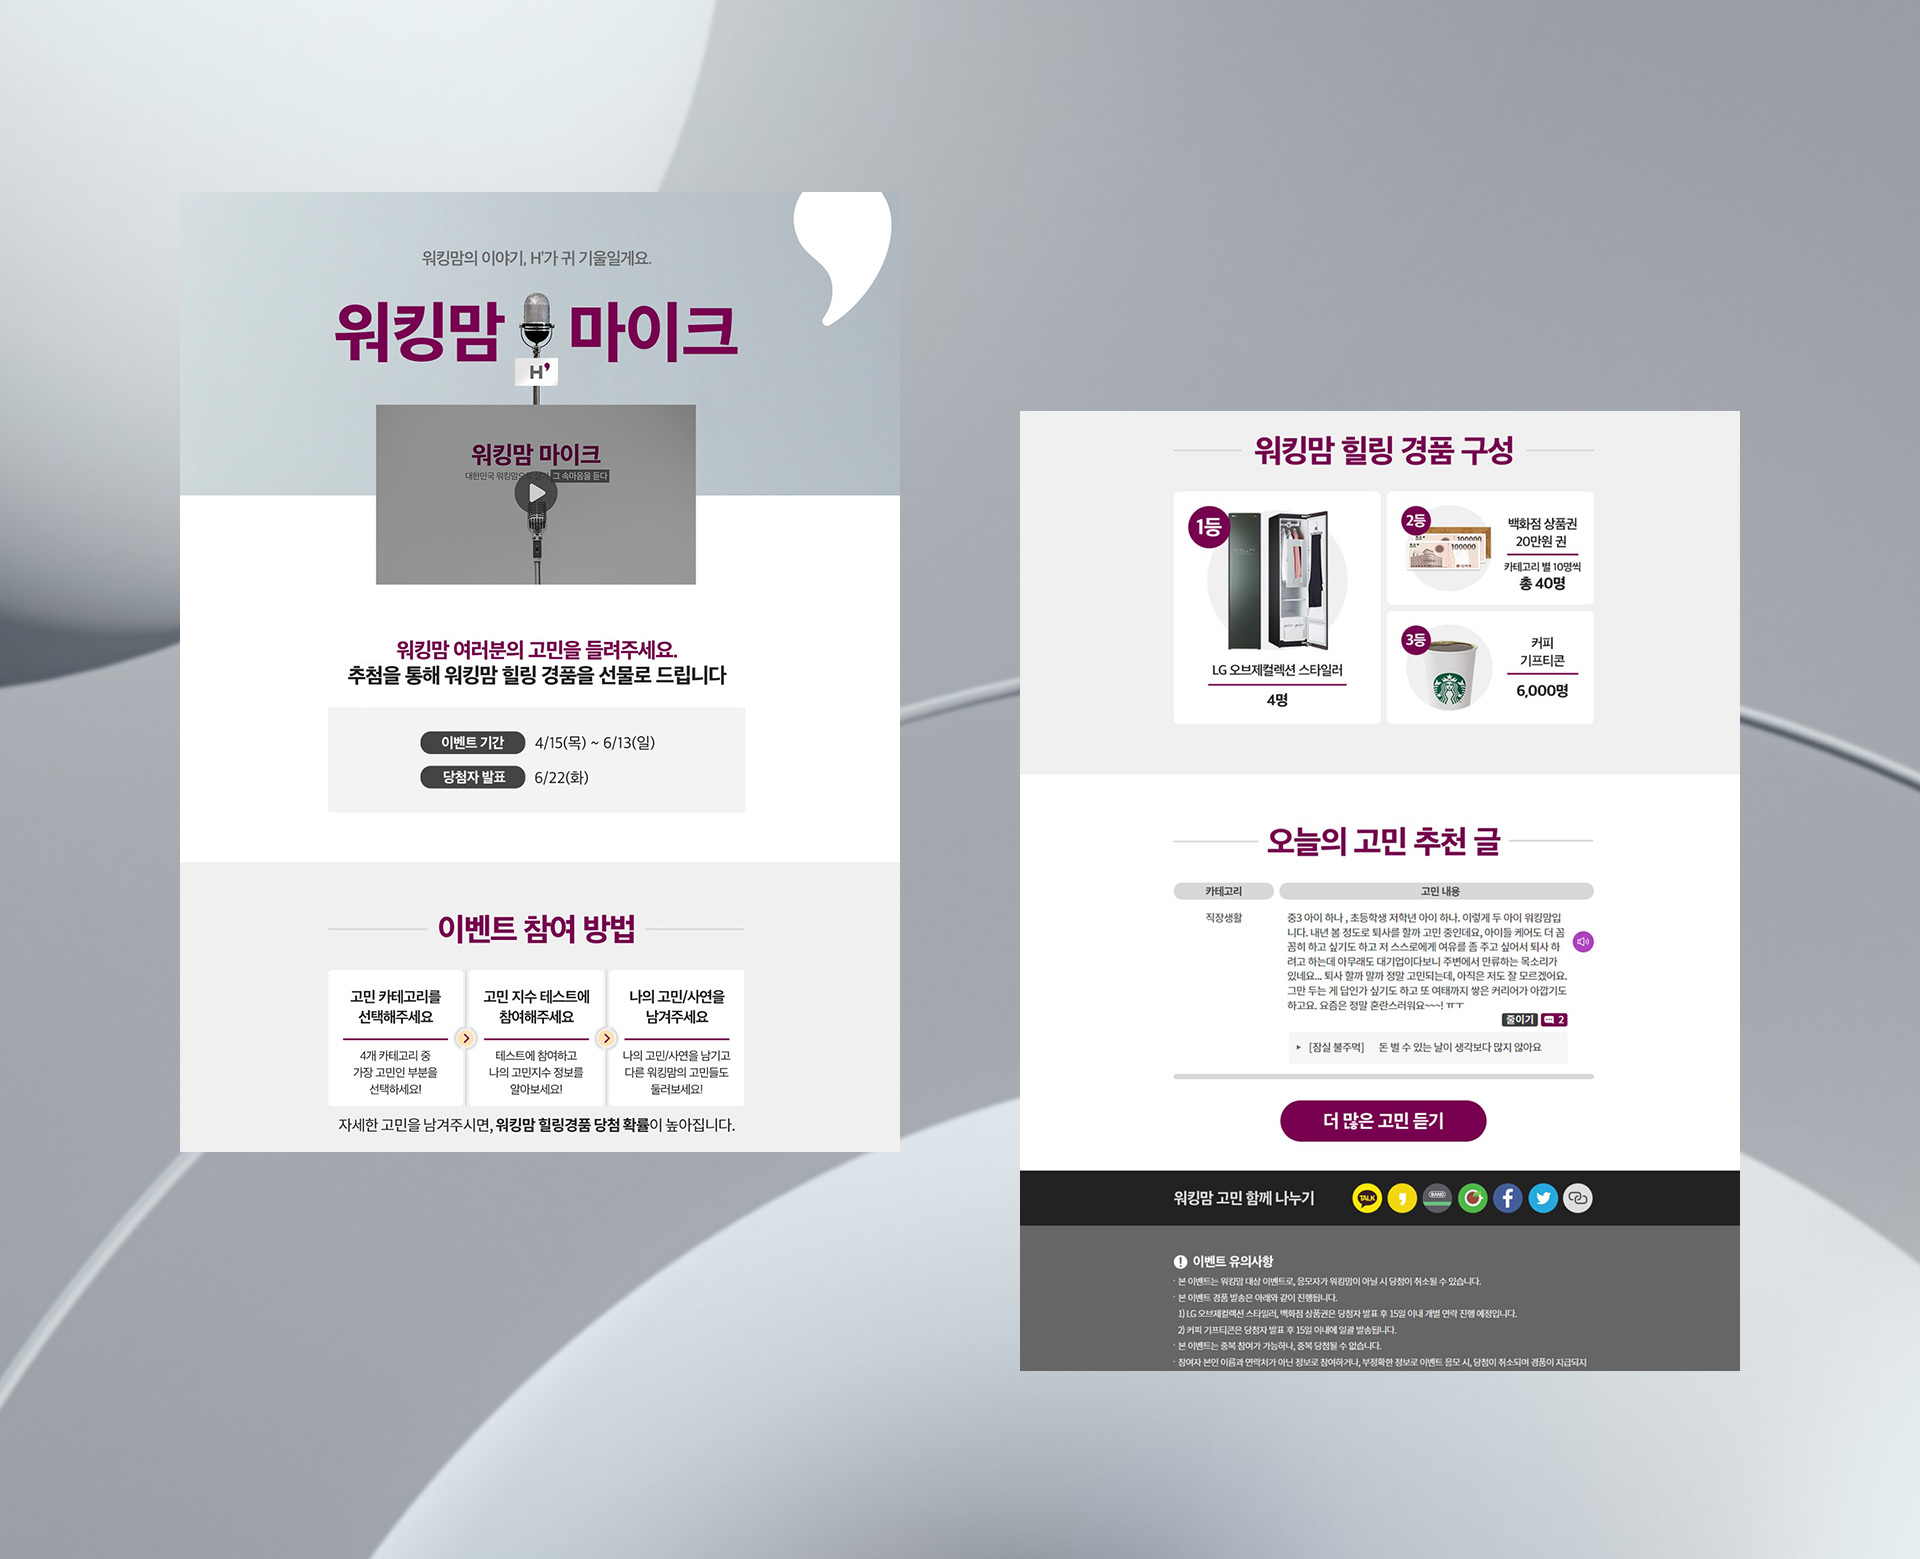 워킹맘의 이야기, H'가 귀 기울일게요.
워킹맘 마이크
H'
워킹맘 마이크
대한민국 워킹맘으로 살기 그 속마음을 듣다
워킹맘 여러분의 고민을 들려주세요.
추첨을 통해 워킹맘 힐링 경품을 선물로 드립니다
이벤트 기간 4/15(목) ~ 6/13(일)
당첨자 발표 6/22(화)
이벤트 참여 방법
고민 카테고리를
선택해주세요
4개 카테고리 중
가장 고민인 부분을
선택하세요!
고민 지수 테스트에
참여해주세요
테스트에 참여하고
나의 고민지수 정보를
알아보세요!
나의 고민/사연을
남겨주세요
나의 고민/사연을 남기고
다른 워킹맘의 고민들도
둘러보세요!
자세한 고민을 남겨주시면, 워킹맘 힐링경품 당첨 확률이 높아집니다.
워킹맘 힐링 경품 구성
1등
LG 오브제컬렉션 스타일러
4명
2등
100000
100000
백화점 상품권
20만원 권
카테고리 별 10명씩
총 40명
3등
커피
기프티콘
6,000명
오늘의 고민 추천 글
카테고리 고민 내용
직장생활
중3 아이 하나 , 초등학생 저학년 아이 하나. 이렇게 두 아이 워킹맘입
니다. 내년 봄 정도로 퇴사를 할까 고민 중인데요, 아이들 케어도 더 꼼
꼼히 하고 싶기도 하고 저 스스로에게 여유를 좀 주고 싶어서 퇴사 하
려고 하는데 아무래도 대기업이다보니 주변에서 만류하는 목소리가
있네요... 퇴사 할까 말까 정말 고민되는데, 아직은 저도 잘 모르겠어요.
그만 두는 게 답인가 싶기도 하고 또 여태까지 쌓은 커리어가 아깝기도
하고요. 요즘은 정말 혼란스러워요~~~! ㅠㅜ
줄이기 2
[잠실 불주먹] 돈 벌 수 있는 날이 생각보다 많지 않아요
더 많은 고민 듣기
워킹맘 고민 함께 나누기
TALK
BAND
이벤트 유의사항
· 본 이벤트는 워킹맘 대상 이벤트로, 응모자가 워킹맘이 아닐 시 당첨이 취소될 수 있습니다.
· 본 이벤트 경품 발송은 아래와 같이 진행됩니다.
1) LG 오브제컬렉션 스타일러, 백화점 상품권은 당첨자 발표 후 15일 이내 개별 연락 진행 예정입니다.
2) 커피 기프티콘은 당첨자 발표 후 15일 이내에 일괄 발송됩니다.
· 본 이벤트는 중복 참여가 가능하나, 중복 당첨될 수 없습니다.
· 참여자 본인 이름과 연락처가 아닌 정보로 참여하거나, 부정확한 정보로 이벤트 응모 시, 당첨이 취소되며 경품이 지급되지